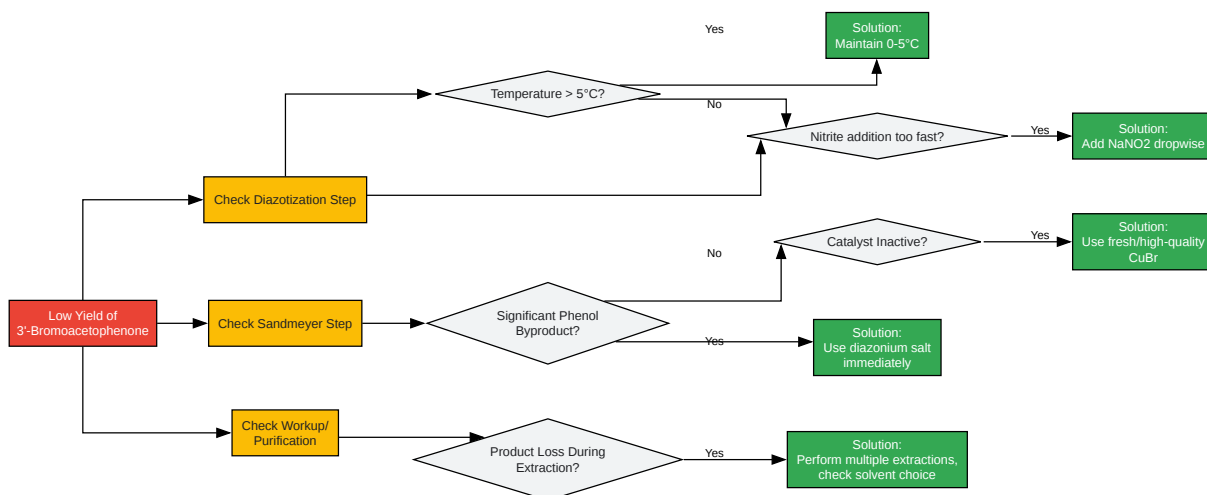 Yes
Solution:
Maintain 0-5°C
Temperature > 5°C?
No
Nitrite addition too fast?
Yes
Solution:
Add NaNO2 dropwise
Check Diazotization Step
Catalyst Inactive?
Yes
Solution:
Use fresh/high-quality
CuBr
No
Low Yield of
3'-Bromoacetophenone
Check Sandmeyer Step
Significant Phenol
Byproduct?
Yes
Solution:
Use diazonium salt
immediately
Check Workup/
Purification
Product Loss During
Extraction?
Yes
Solution:
Perform multiple extractions,
check solvent choice